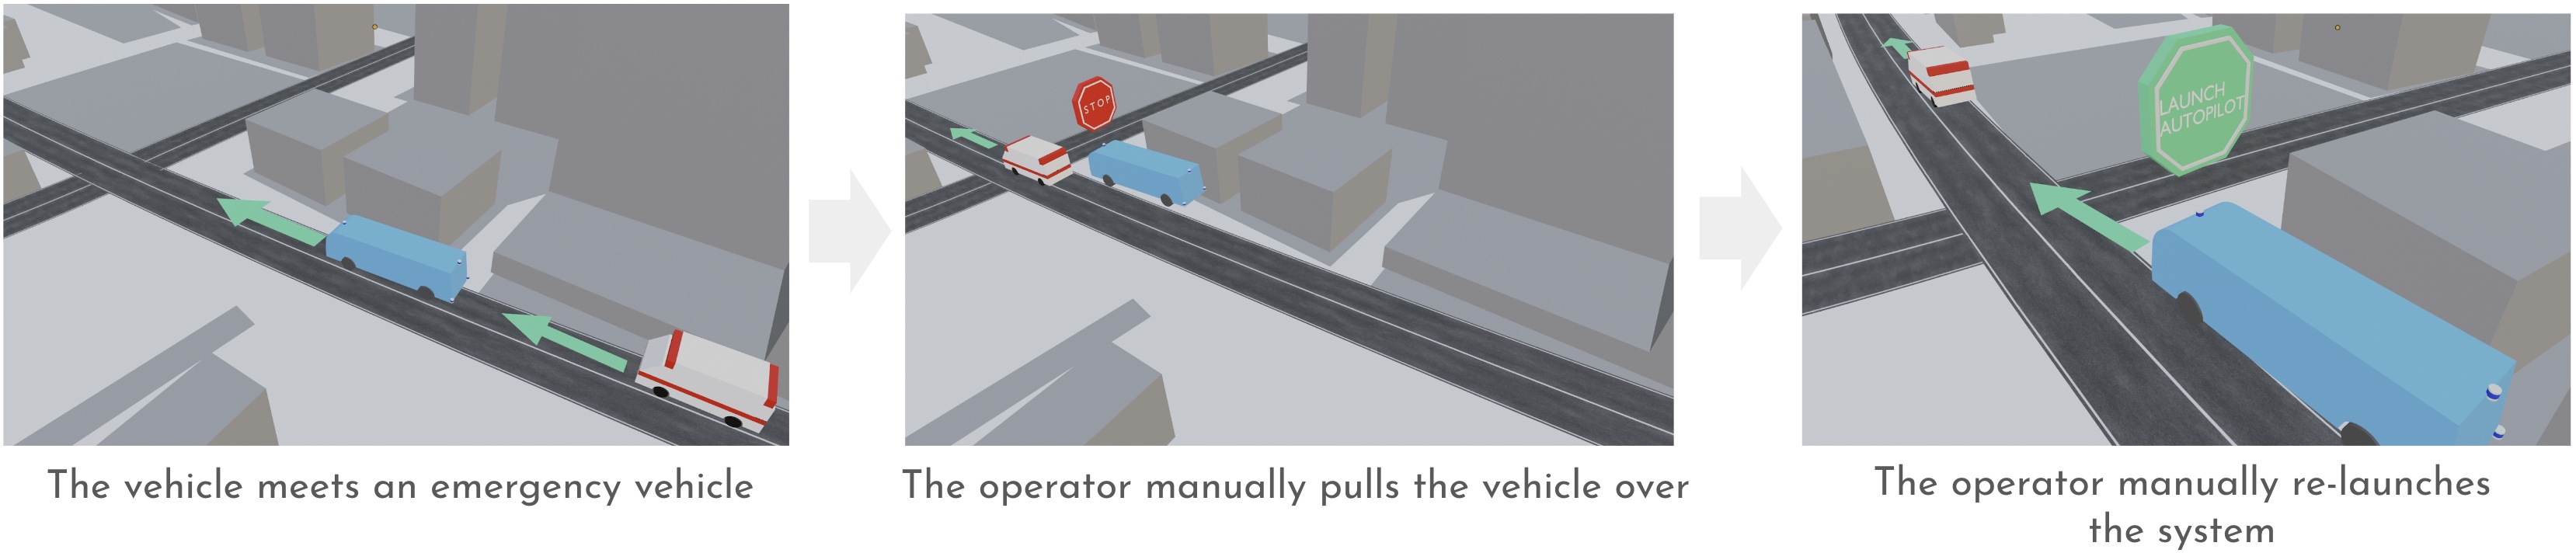 STOP
LAUNCH
AUTOPILOT
The vehicle meets an emergency vehicle
The operator manually pulls the vehicle over
The operator manually re-launches
the system